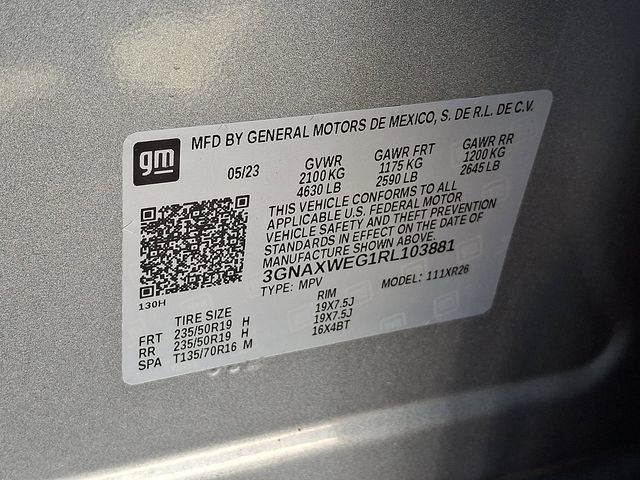 gm
MFD BY GENERAL MOTORS DE MEXICO, S. DE R.L. DE C.V.
05/23 GVWR GAWR FRT GAWR RR
2100 KG 1175 KG 1200 KG
4630 LB 2590 LB 2645 LB
THIS VEHICLE CONFORMS TO ALL
APPLICABLE U.S. FEDERAL MOTOR
VEHICLE SAFETY AND THEFT PREVENTION
STANDARDS IN EFFECT ON THE DATE OF
MANUFACTURE SHOWN ABOVE.
3GNAXWEG1RL103881
TYPE: MPV MODEL: 111XR26
130H
TIRE SIZE RIM
FRT 235/50R19 H 19X7.5J
RR 235/50R19 H 19X7.5J
SPA T135/70R16 M 16X4BT